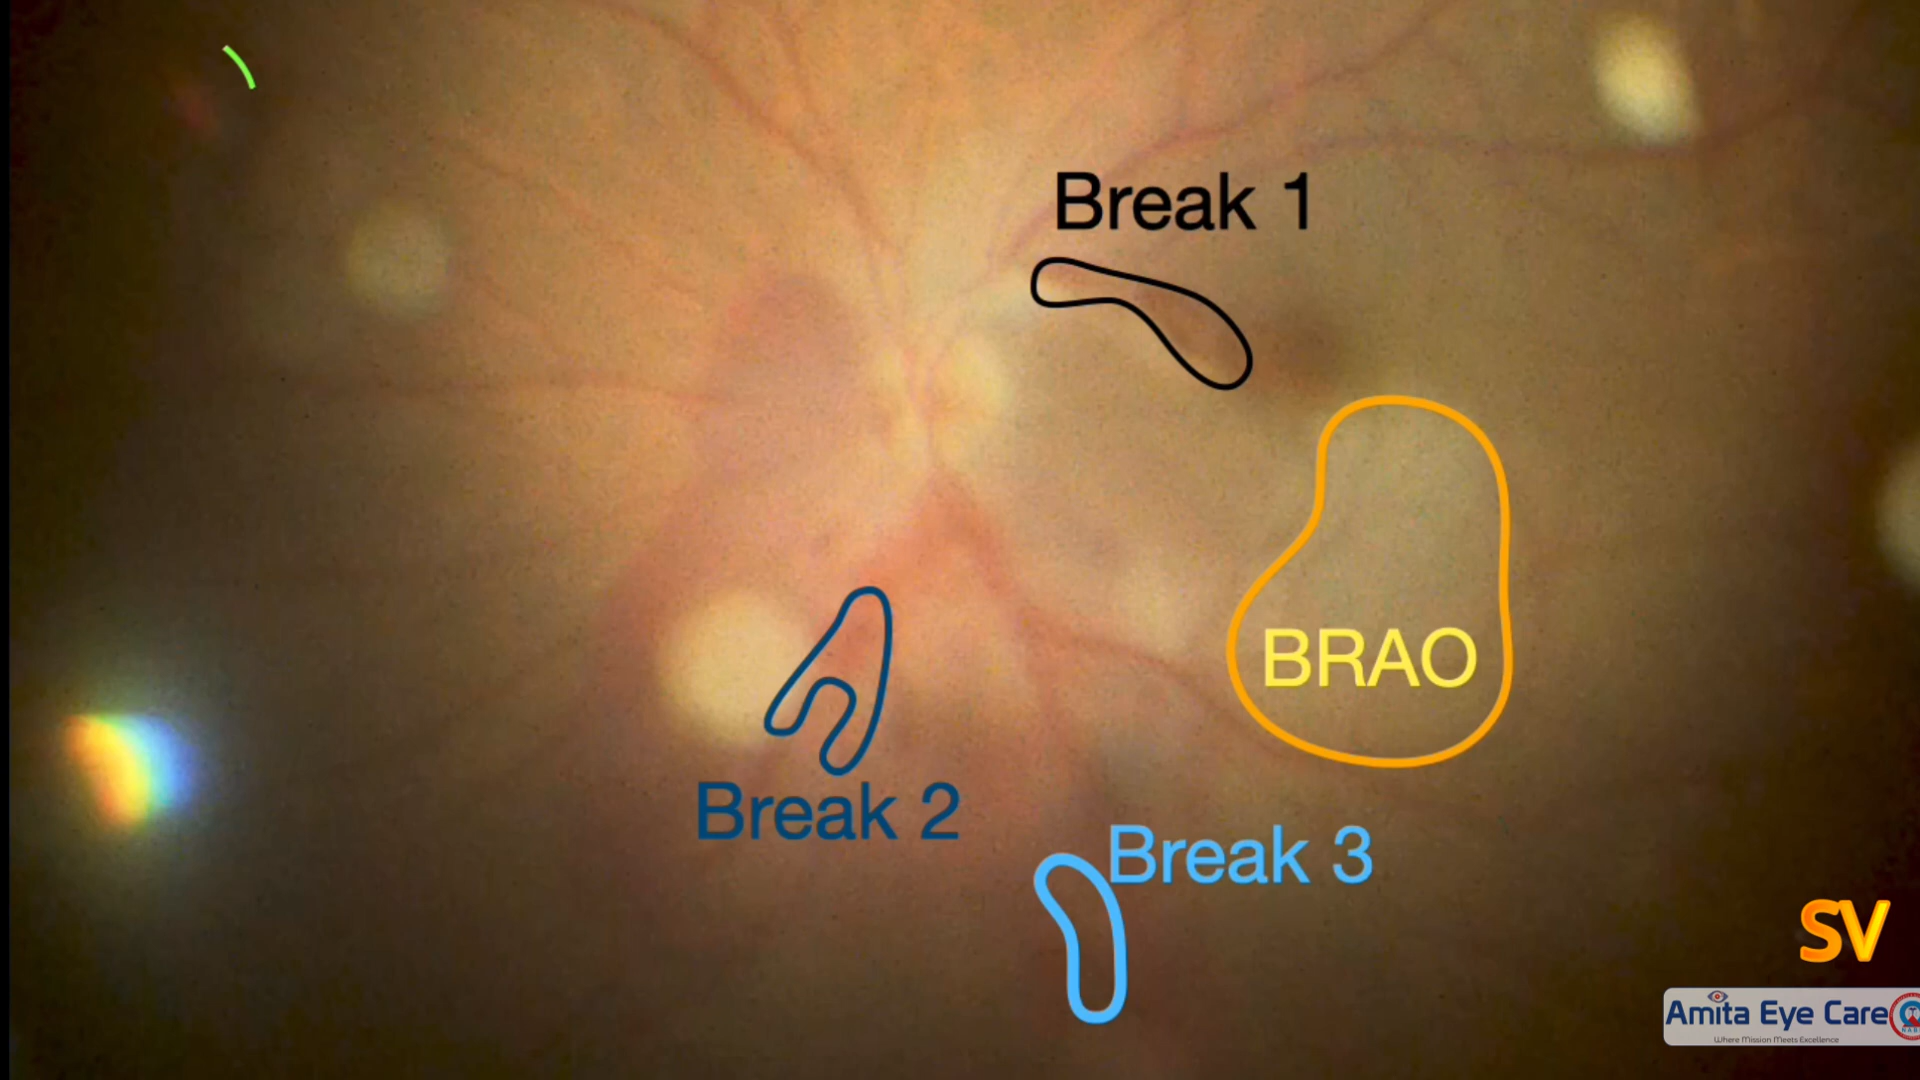 Break 1
BRAO
Break 2
Break 3
SV
Amita Eye Care
Where Mission Meets Excellence